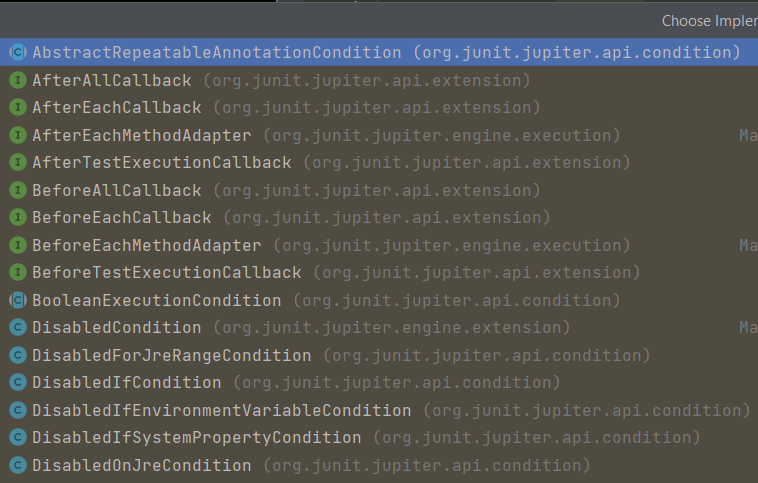 Choose Impler
AbstractRepeatableAnnotationCondition (org.junit.jupiter.api.condition)
AfterAllCallback (org.junit.jupiter.api.extension)
AfterEachCallback (org.junit.jupiter.api.extension)
AfterEachMethodAdapter (org.junit.jupiter.engine.execution) Ma
AfterTestExecutionCallback (org.junit.jupiter.api.extension)
BeforeAllCallback (org.junit.jupiter.api.extension)
BeforeEachCallback (org.junit.jupiter.api.extension)
BeforeEachMethodAdapter (org.junit.jupiter.engine.execution) Ma
BeforeTestExecutionCallback (org.junit.jupiter.api.extension)
BooleanExecutionCondition (org.junit.jupiter.api.condition)
DisabledCondition (org.junit.jupiter.engine.extension) Ma
DisabledForJreRangeCondition (org.junit.jupiter.api.condition)
DisabledIfCondition (org.junit.jupiter.api.condition)
DisabledIfEnvironmentVariableCondition (org.junit.jupiter.api.condition)
DisabledIfSystemPropertyCondition (org.junit.jupiter.api.condition)
DisabledOnJreCondition (org.junit.jupiter.api.condition)